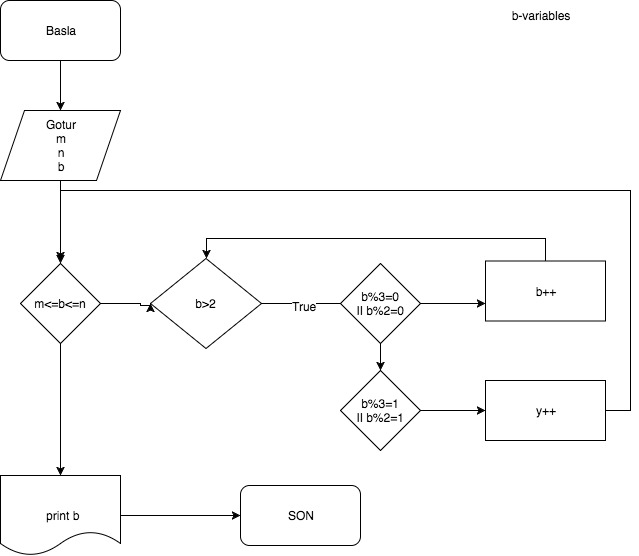 Basla
b-variables
Gotur
m
n
b
m<=b<=n
b>2
True
b%3=0
II b%2=0
b++
b%3=1
II b%2=1
y++
print b
SON